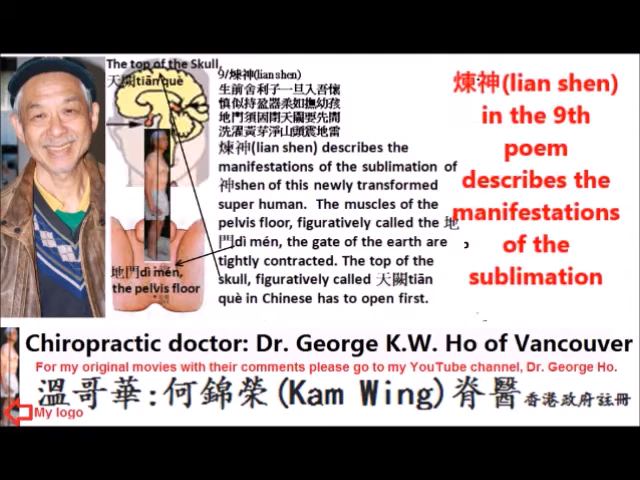 The top of the Skull,
天闕tiān què
9/煉神(lian shen)
生前舍利子一旦入吾懷
慎似持盈器柔如撫幼孩
地門須固閉天闕要先開
洗濯黃芽淨山頭震地雷
煉神(lian shen) describes the
manifestations of the sublimation of
神shen of this newly transformed
super human. The muscles of the
pelvis floor, figuratively called the 地
門dì mén, the gate of the earth are
tightly contracted. The top of the
skull, figuratively called 天闕tiān
què in Chinese has to open first.
地門dì mén,
the pelvis floor
煉神(lian shen)
in the 9th
poem
describes the
manifestations
of the
sublimation
Chiropractic doctor: Dr. George K.W. Ho of Vancouver
For my original movies with their comments please go to my YouTube channel, Dr. George Ho.
溫哥華:何錦榮(Kam Wing)脊醫香港政府註冊
My logo